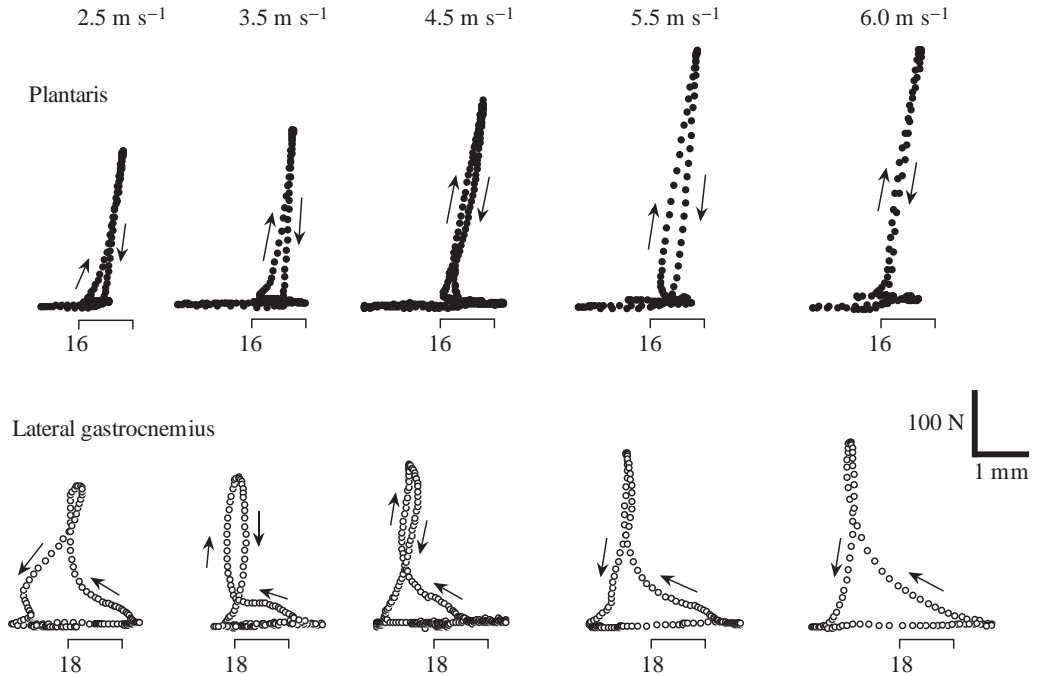 2.5 m s⁻¹ 3.5 m s⁻¹ 4.5 m s⁻¹ 5.5 m s⁻¹ 6.0 m s⁻¹
Plantaris
16 16 16 16 16
Lateral gastrocnemius
100 N
1 mm
18 18 18 18 18